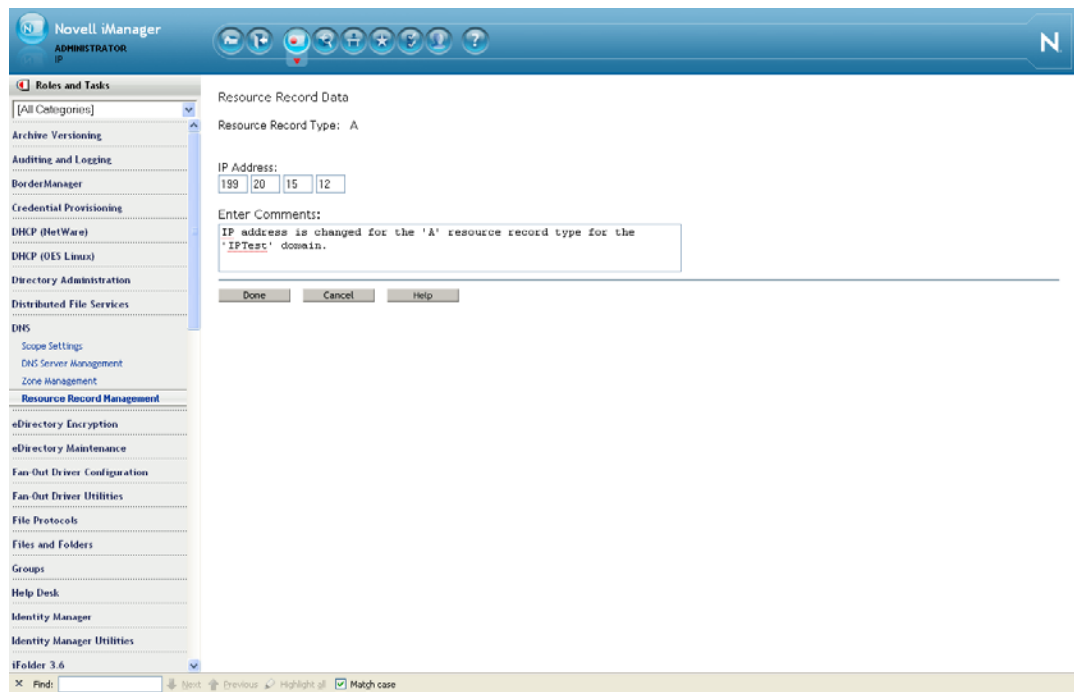 Novell iManager
ADMINISTRATOR
IP
N
Roles and Tasks
[All Categories]
Archive Versioning
Auditing and Logging
BorderManager
Credential Provisioning
DHCP (NetWare)
DHCP (OES Linux)
Directory Administration
Distributed File Services
DNS
Scope Settings
DNS Server Management
Zone Management
Resource Record Management
eDirectory Encryption
eDirectory Maintenance
Fan-Out Driver Configuration
Fan-Out Driver Utilities
File Protocols
Files and Folders
Groups
Help Desk
Identity Manager
Identity Manager Utilities
iFolder 3.6
Resource Record Data
Resource Record Type: A
IP Address:
199 20 15 12
Enter Comments:
IP address is changed for the 'A' resource record type for the
'IPTest' domain.
Done Cancel Help
× Find: Next Previous Highlight all Match case